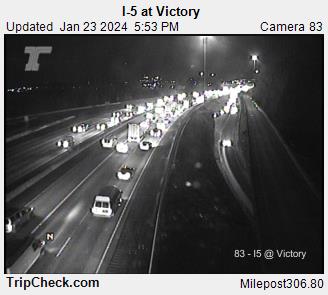 I-5 at Victory
Updated Jan 23 2024 5:53 PM Camera 83
T
N
83 - I5 @ Victory
TripCheck.com Milepost306.80